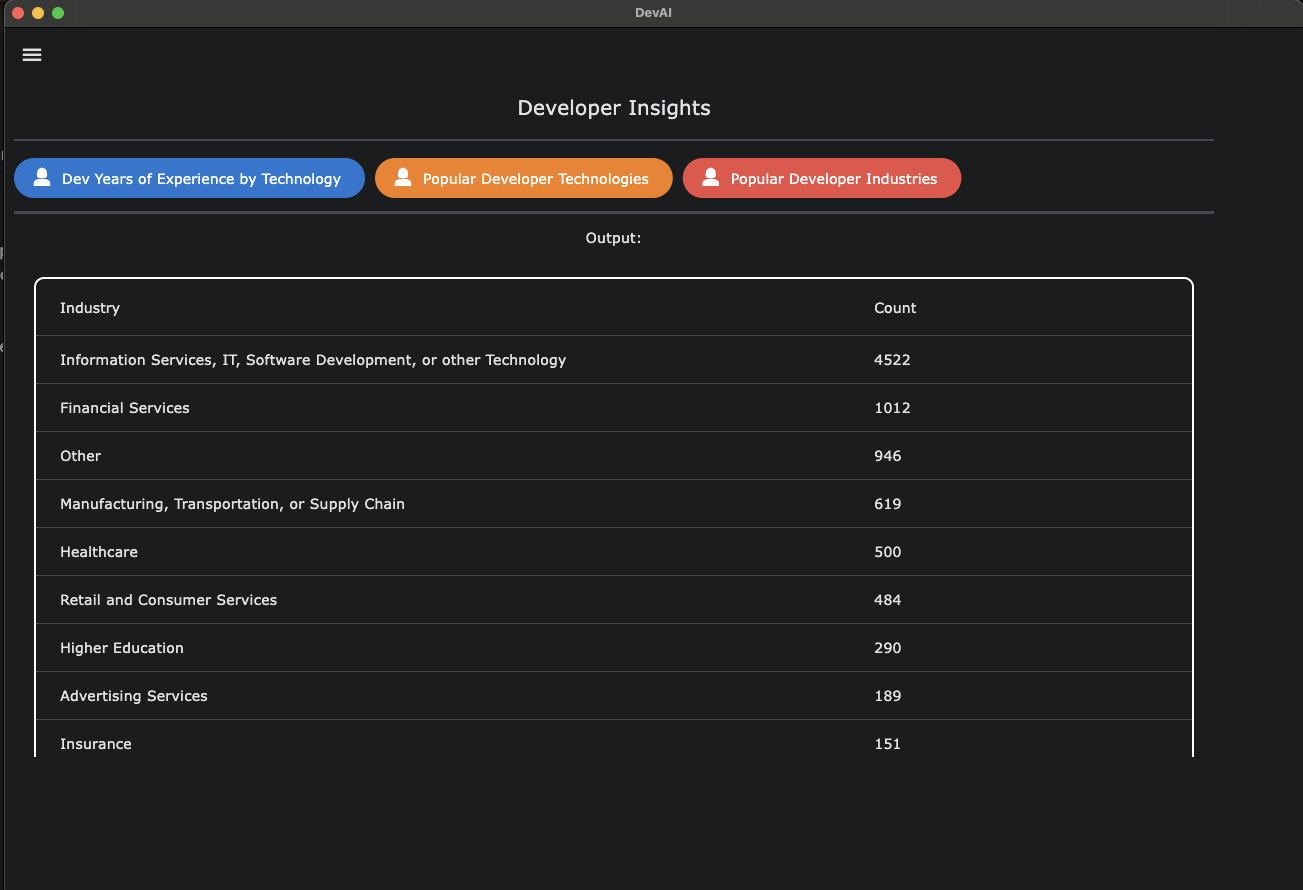 DevAI
Developer Insights
Dev Years of Experience by Technology Popular Developer Technologies Popular Developer Industries
Output:
Industry Count
Information Services, IT, Software Development, or other Technology 4522
Financial Services 1012
Other 946
Manufacturing, Transportation, or Supply Chain 619
Healthcare 500
Retail and Consumer Services 484
Higher Education 290
Advertising Services 189
Insurance 151